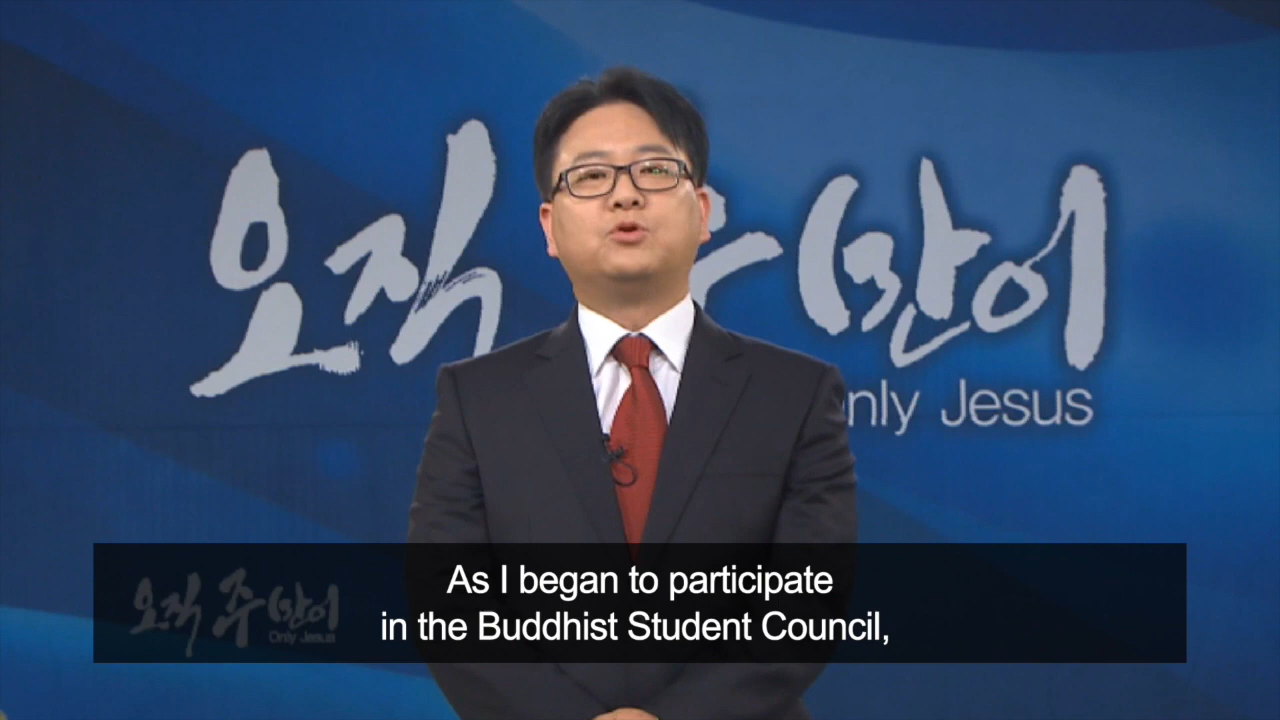 오직 주만이
Only Jesus
As I began to participate
in the Buddhist Student Council,
오직 주 만이
Only Jesus